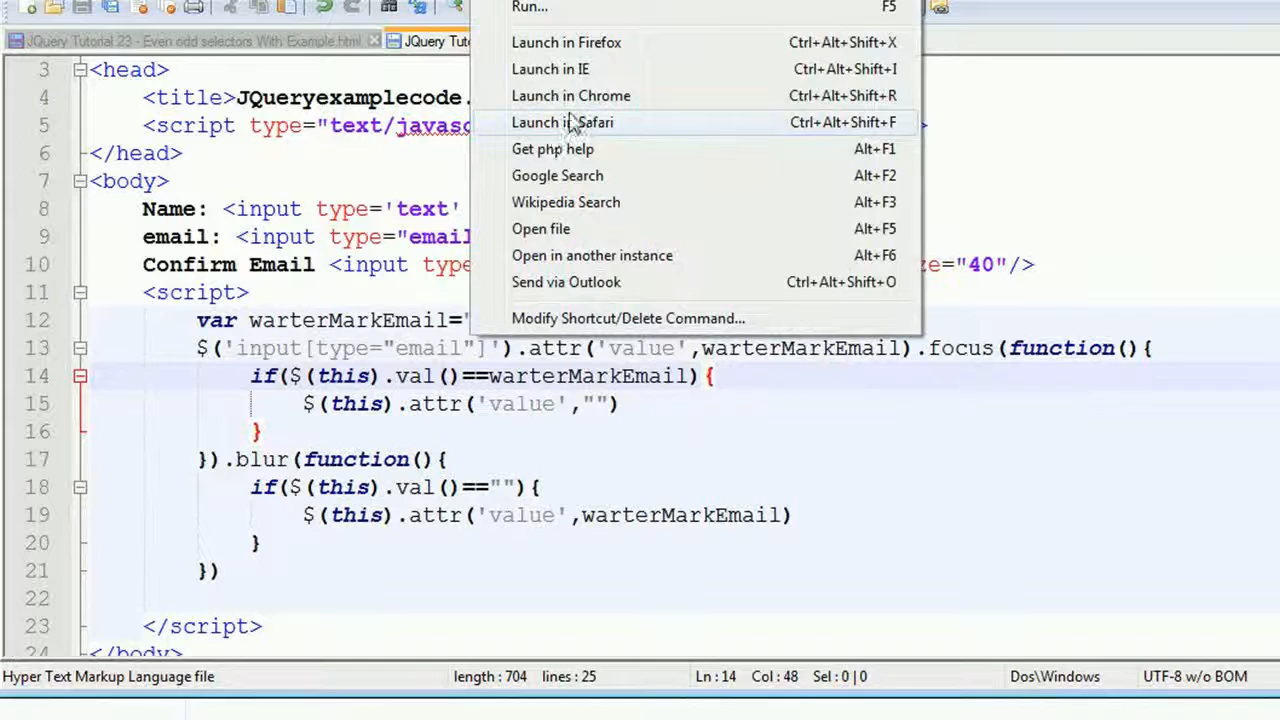 Run... F5
JQuery Tutorial 23 - Even odd selectors With Example.html JQuery Tu
Launch in Firefox Ctrl+Alt+Shift+X
Launch in IE Ctrl+Alt+Shift+I
Launch in Chrome Ctrl+Alt+Shift+R
Launch in Safari Ctrl+Alt+Shift+F
Get php help Alt+F1
Google Search Alt+F2
Wikipedia Search Alt+F3
Open file Alt+F5
Open in another instance Alt+F6
Send via Outlook Ctrl+Alt+Shift+O
Modify Shortcut/Delete Command...
3 <head>
4 <title>JQueryexamplecode.
5 <script type="text/javasc
6 </head>
7 <body>
8 Name: <input type='text'
9 email: <input type="email
10 Confirm Email <input type e="40"/>
11 <script>
12 var warterMarkEmail="
13 $('input[type="email"]').attr('value',warterMarkEmail).focus(function(){
14 if($(this).val()==warterMarkEmail){
15 $(this).attr('value',"")
16 }
17 }).blur(function(){
18 if($(this).val()==""){
19 $(this).attr('value',warterMarkEmail)
20 }
21 })
22
23 </script>
24 </body>
Hyper Text Markup Language file length : 704 lines : 25 Ln : 14 Col : 48 Sel : 0 | 0 Dos\Windows UTF-8 w/o BOM